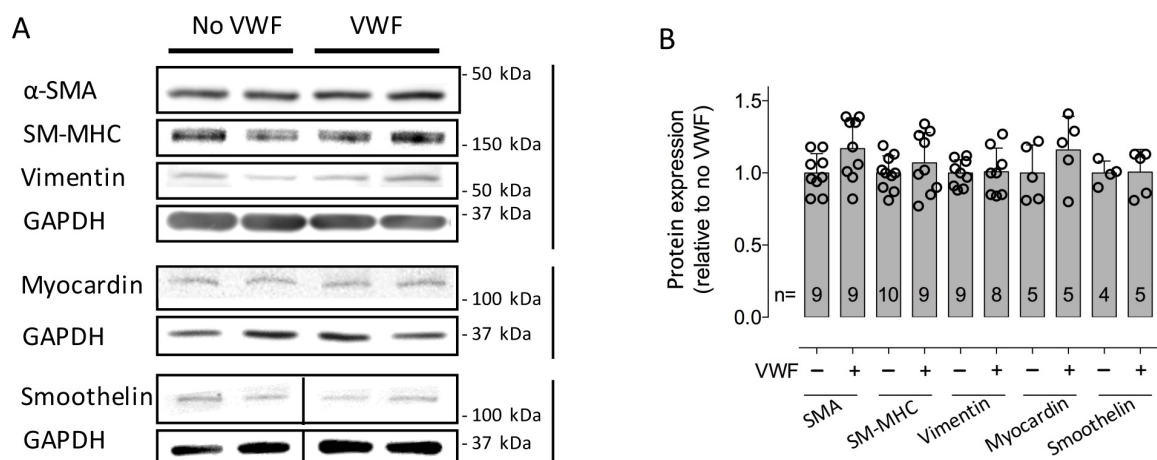 A
No VWF VWF
α-SMA
- 50 kDa
SM-MHC
- 150 kDa
Vimentin
- 50 kDa
GAPDH
- 37 kDa
Myocardin
- 100 kDa
GAPDH
- 37 kDa
Smoothelin
- 100 kDa
GAPDH
- 37 kDa
B
Protein expression
(relative to no VWF)
1.5
1.0
0.5
0.0
n= 9 9 10 9 9 8 5 5 4 5
VWF − + − + − + − + − +
SMA SM-MHC Vimentin Myocardin Smoothelin